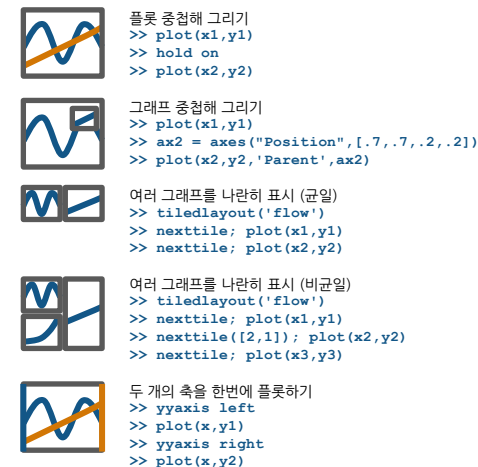 플롯 중첩해 그리기
>> plot(x1,y1)
>> hold on
>> plot(x2,y2)
그래프 중첩해 그리기
>> plot(x1,y1)
>> ax2 = axes("Position",[.7,.7,.2,.2])
>> plot(x2,y2,'Parent',ax2)
여러 그래프를 나란히 표시 (균일)
>> tiledlayout('flow')
>> nexttile; plot(x1,y1)
>> nexttile; plot(x2,y2)
여러 그래프를 나란히 표시 (비균일)
>> tiledlayout('flow')
>> nexttile; plot(x1,y1)
>> nexttile([2,1]); plot(x2,y2)
>> nexttile; plot(x3,y3)
두 개의 축을 한번에 플롯하기
>> yyaxis left
>> plot(x,y1)
>> yyaxis right
>> plot(x,y2)